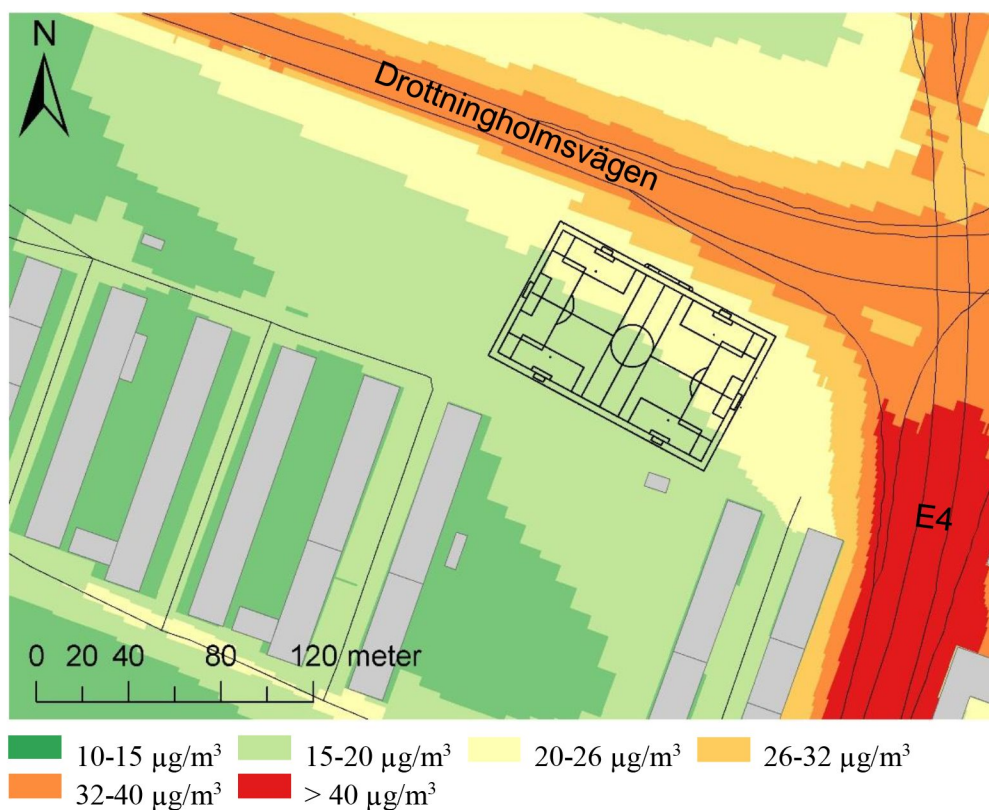 N
Drottningholmsvägen
E4
0 20 40 80 120 meter
10-15 µg/m³ 15-20 µg/m³ 20-26 µg/m³ 26-32 µg/m³
32-40 µg/m³ > 40 µg/m³